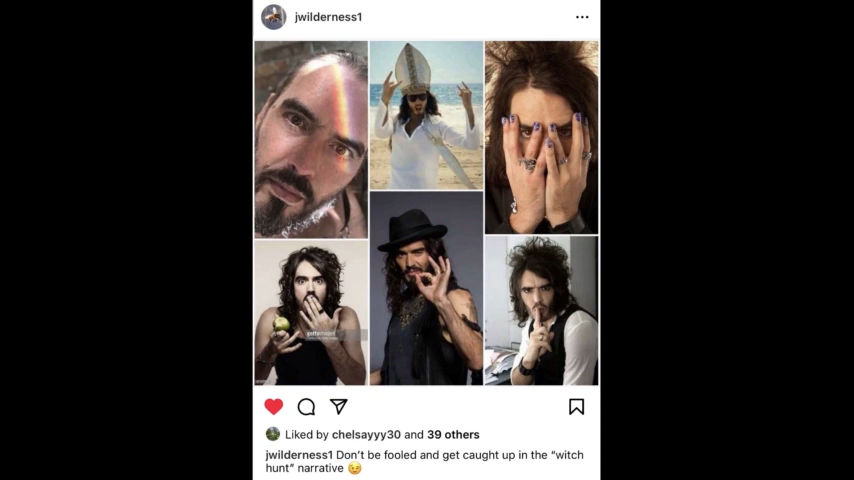 jwilderness1
gettyimages
Liked by chelsayyy30 and 39 others
jwilderness1 Don't be fooled and get caught up in the “witch
hunt” narrative 😉